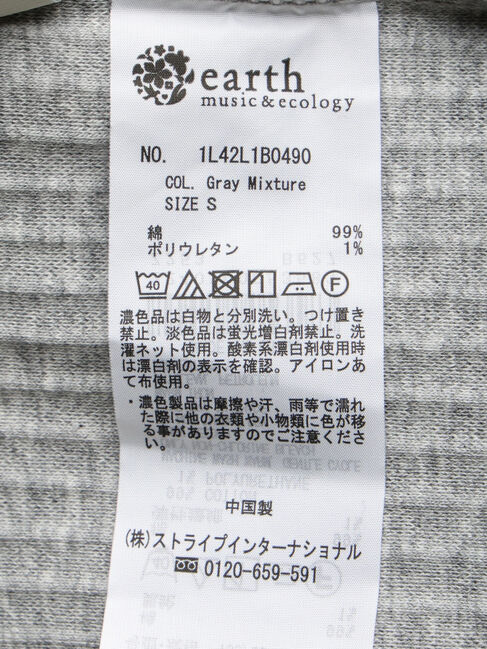 earth
music&ecology
NO. 1L42L1B0490
COL. Gray Mixture
SIZE S
綿 99%
ポリウレタン 1%
40 F
濃色品は白物と分別洗い。つけ置き
禁止。淡色品は蛍光増白剤禁止。洗
濯ネット使用。酸素系漂白剤使用時
は漂白剤の表示を確認。アイロンあ
て布使用。
・濃色製品は摩擦や汗、雨等で濡れ
た際に他の衣類や小物類に色が移
る事がありますのでご注意くださ
い。
中国製
(株)ストライプインターナショナル
0120-659-591